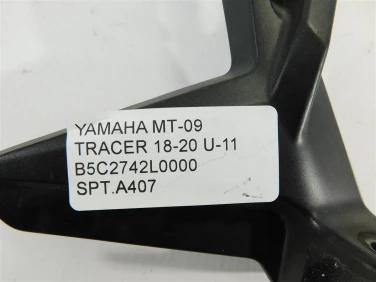 YAMAHA MT-09
TRACER 18-20 U-11
B5C2742L0000
SPT.A407